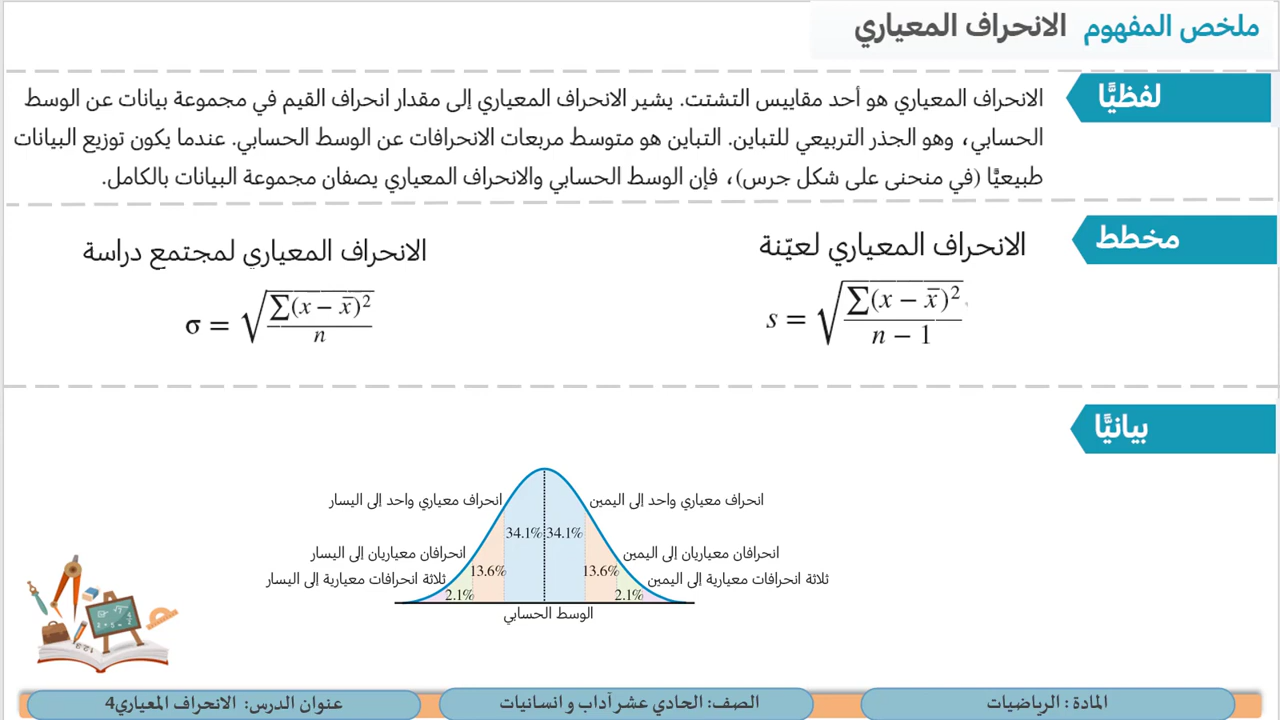 ملخص المفهوم الانحراف المعياري
لفظيًّا
الانحراف المعياري هو أحد مقاييس التشتت. يشير الانحراف المعياري إلى مقدار انحراف القيم في مجموعة بيانات عن الوسط
الحسابي، وهو الجذر التربيعي للتباين. التباين هو متوسط مربعات الانحرافات عن الوسط الحسابي. عندما يكون توزيع البيانات
طبيعيًّا (في منحنى على شكل جرس)، فإن الوسط الحسابي والانحراف المعياري يصفان مجموعة البيانات بالكامل.
مخطط
الانحراف المعياري لعيّنة
s = √(∑(x − x̅)² / (n − 1))
الانحراف المعياري لمجتمع دراسة
σ = √(∑(x − x̅)² / n)
بيانيًّا
انحراف معياري واحد إلى اليمين
انحراف معياري واحد إلى اليسار
34.1% 34.1%
انحرافان معياريان إلى اليمين
انحرافان معياريان إلى اليسار
13.6% 13.6%
ثلاثة انحرافات معيارية إلى اليمين
ثلاثة انحرافات معيارية إلى اليسار
2.1% 2.1%
الوسط الحسابي
المادة : الرياضيات
الصف: الحادي عشر آداب و انسانيات
عنوان الدرس: الانحراف المعياري4